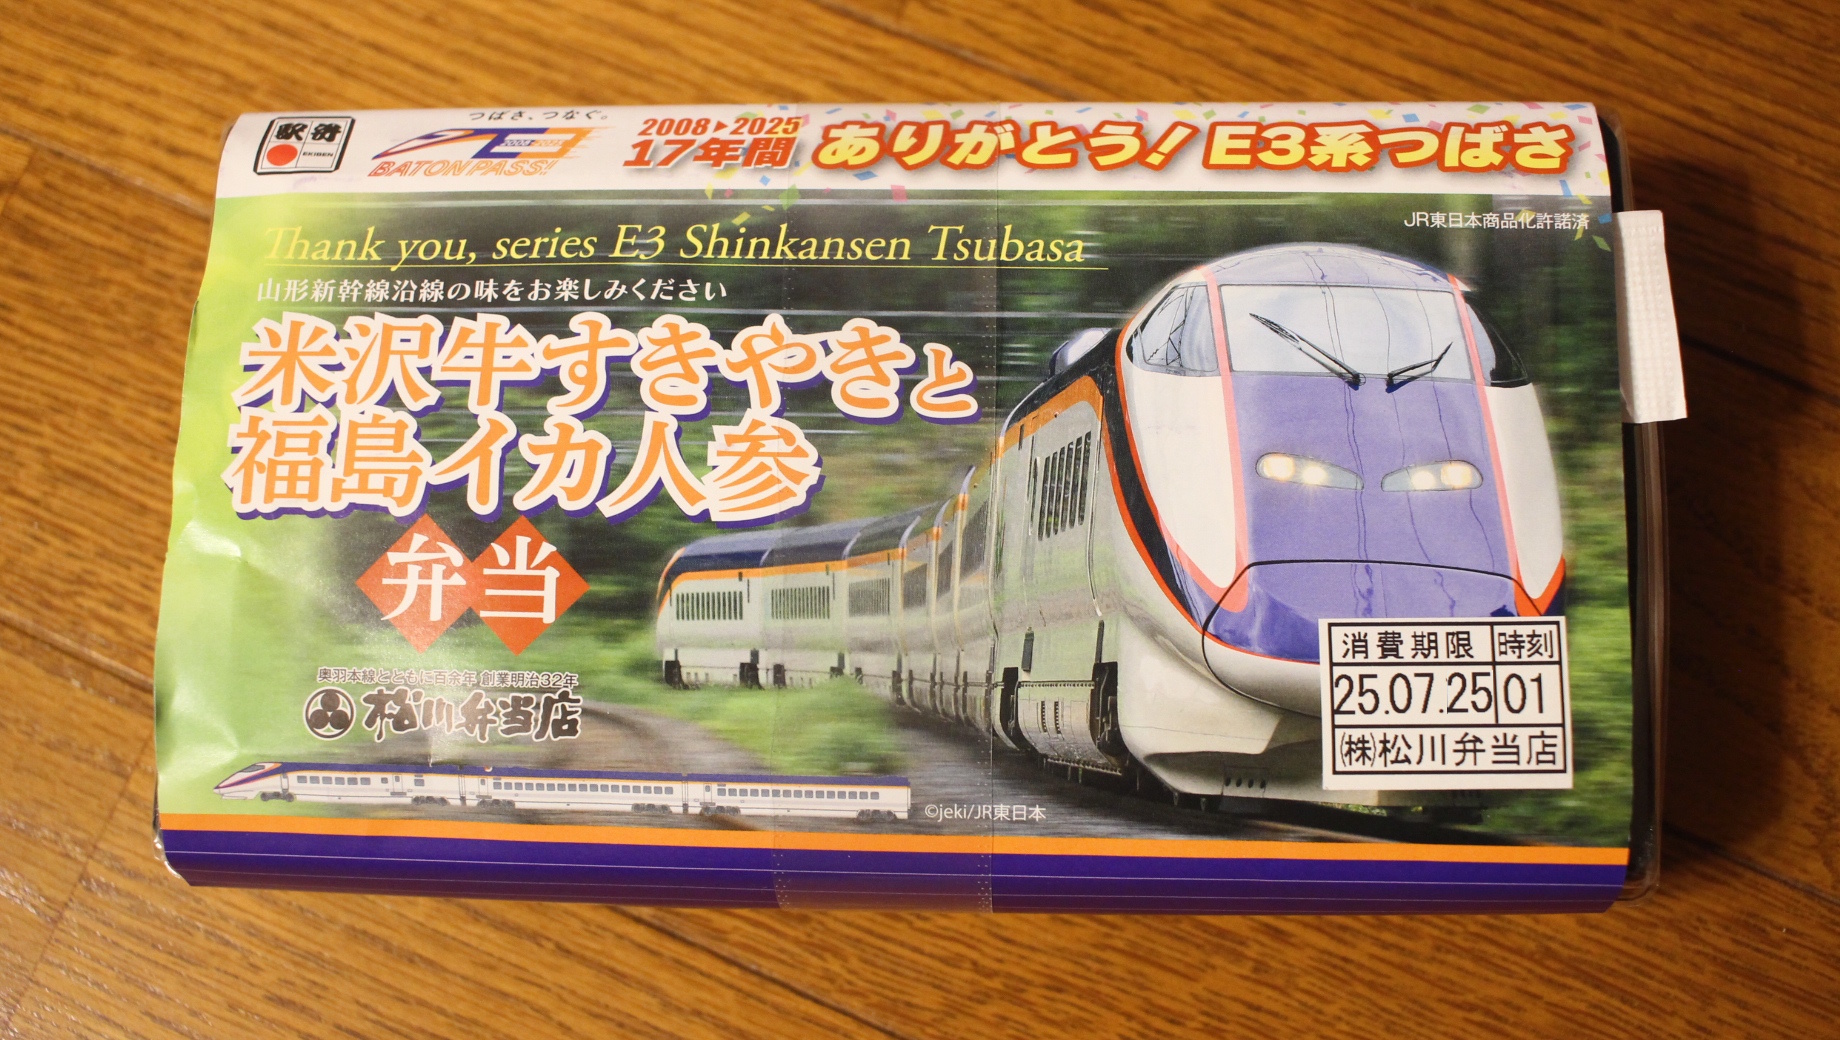 駅弁
EKIBEN
つばさ、つなぐ。
2008-2025
BATON PASS!
2008▶2025
17年間
ありがとう！E3系つばさ
JR東日本商品化許諾済
Thank you, series E3 Shinkansen Tsubasa
山形新幹線沿線の味をお楽しみください
米沢牛すきやきと
福島イカ人参
弁当
奥羽本線とともに百余年 創業明治32年
松川弁当店
©jeki/JR東日本
消費期限 時刻
25.07.25 01
㈱松川弁当店